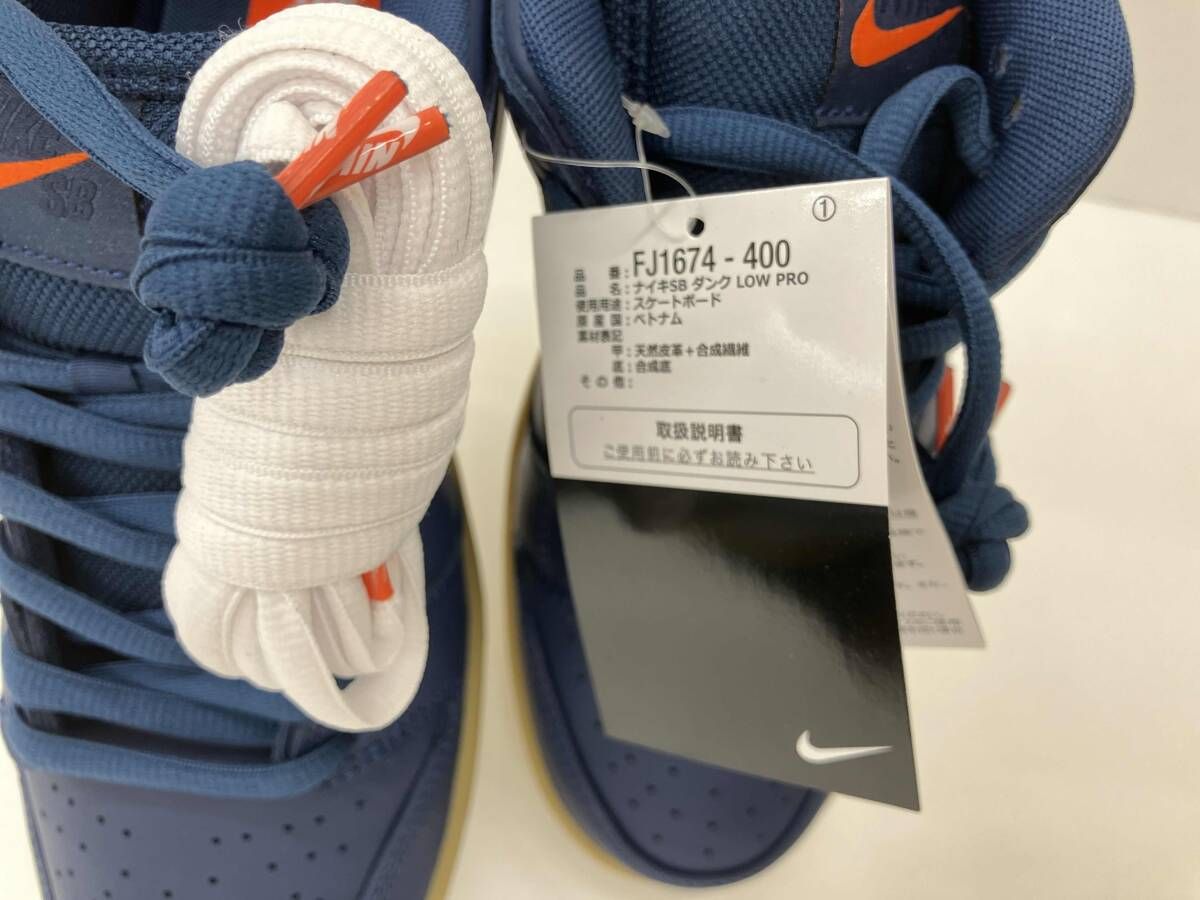 ①
品 番：FJ1674 - 400
品 名：ナイキSB ダンク LOW PRO
使用用途：スケートボード
原 産 国：ベトナム
素材表記
甲：天然皮革＋合成繊維
底：合成底
その他：
取扱説明書
ご使用前に必ずお読み下さい
SB